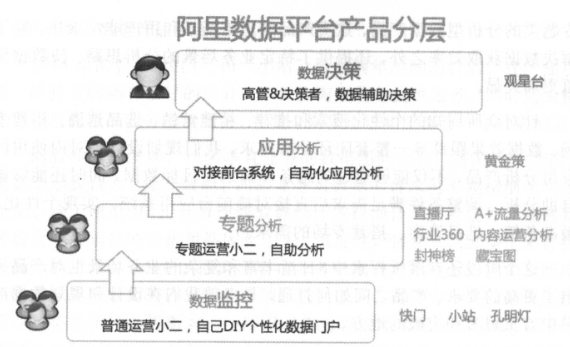 阿里数据平台产品分层
数据决策
高管&决策者，数据辅助决策
观星台
应用分析
对接前台系统，自动化应用分析
黄金策
专题分析
专题运营小二，自助分析
直播厅 A+流量分析
行业360 内容运营分析
封神榜 藏宝图
数据监控
普通运营小二，自己DIY个性化数据门户
快门 小站 孔明灯